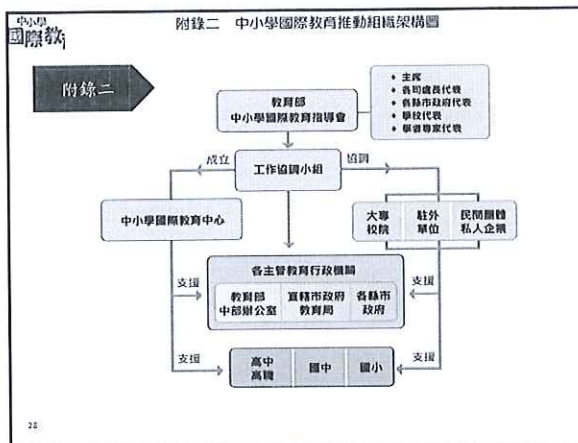 中小學
國際教
附錄二　中小學國際教育推動組織架構圖
附錄二
教育部
中小學國際教育指導會
♦ 主席
♦ 各司處長代表
♦ 各縣市政府代表
♦ 學校代表
♦ 學者專家代表
成立
工作協調小組
協調
中小學國際教育中心
大專
校院
駐外
單位
民間團體
私人企業
各主管教育行政機關
支援
教育部
中部辦公室
直轄市政府
教育局
各縣市
政府
支援
支援
高中
高職
國中
國小
支援
28